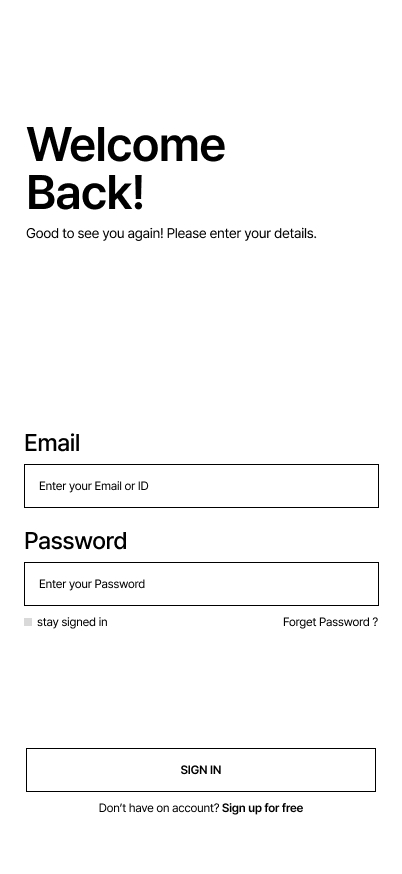 Welcome
Back!
Good to see you again! Please enter your details.
Email
Enter your Email or ID
Password
Enter your Password
stay signed in
Forget Password ?
SIGN IN
Don't have on account? Sign up for free